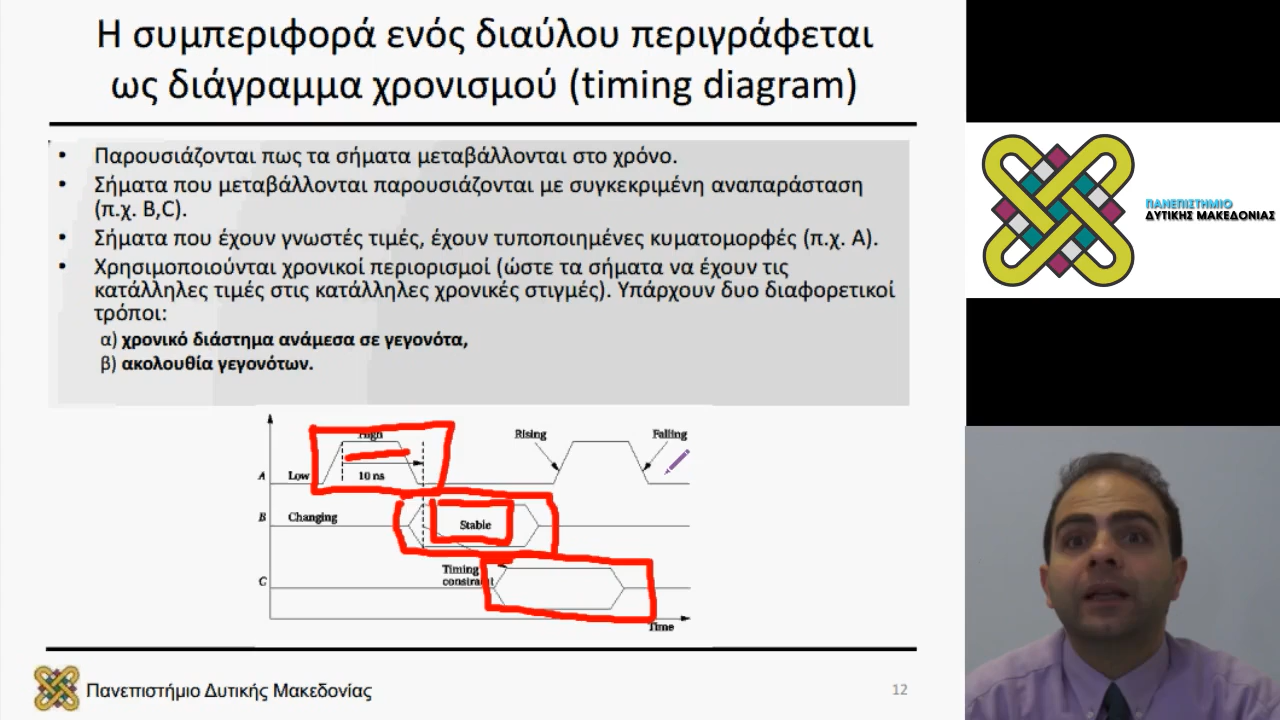 Η συμπεριφορά ενός διαύλου περιγράφεται
ως διάγραμμα χρονισμού (timing diagram)
• Παρουσιάζονται πως τα σήματα μεταβάλλονται στο χρόνο.
• Σήματα που μεταβάλλονται παρουσιάζονται με συγκεκριμένη αναπαράσταση
(π.χ. B,C).
• Σήματα που έχουν γνωστές τιμές, έχουν τυποποιημένες κυματομορφές (π.χ. Α).
• Χρησιμοποιούνται χρονικοί περιορισμοί (ώστε τα σήματα να έχουν τις
κατάλληλες τιμές στις κατάλληλες χρονικές στιγμές). Υπάρχουν δυο διαφορετικοί
τρόποι:
α) χρονικό διάστημα ανάμεσα σε γεγονότα,
β) ακολουθία γεγονότων.
High
Rising
Falling
A
Low
10 ns
B
Changing
Stable
Timing
constraint
C
Time
Πανεπιστήμιο Δυτικής Μακεδονίας
12
ΠΑΝΕΠΙΣΤΗΜΙΟ
ΔΥΤΙΚΗΣ ΜΑΚΕΔΟΝΙΑΣ